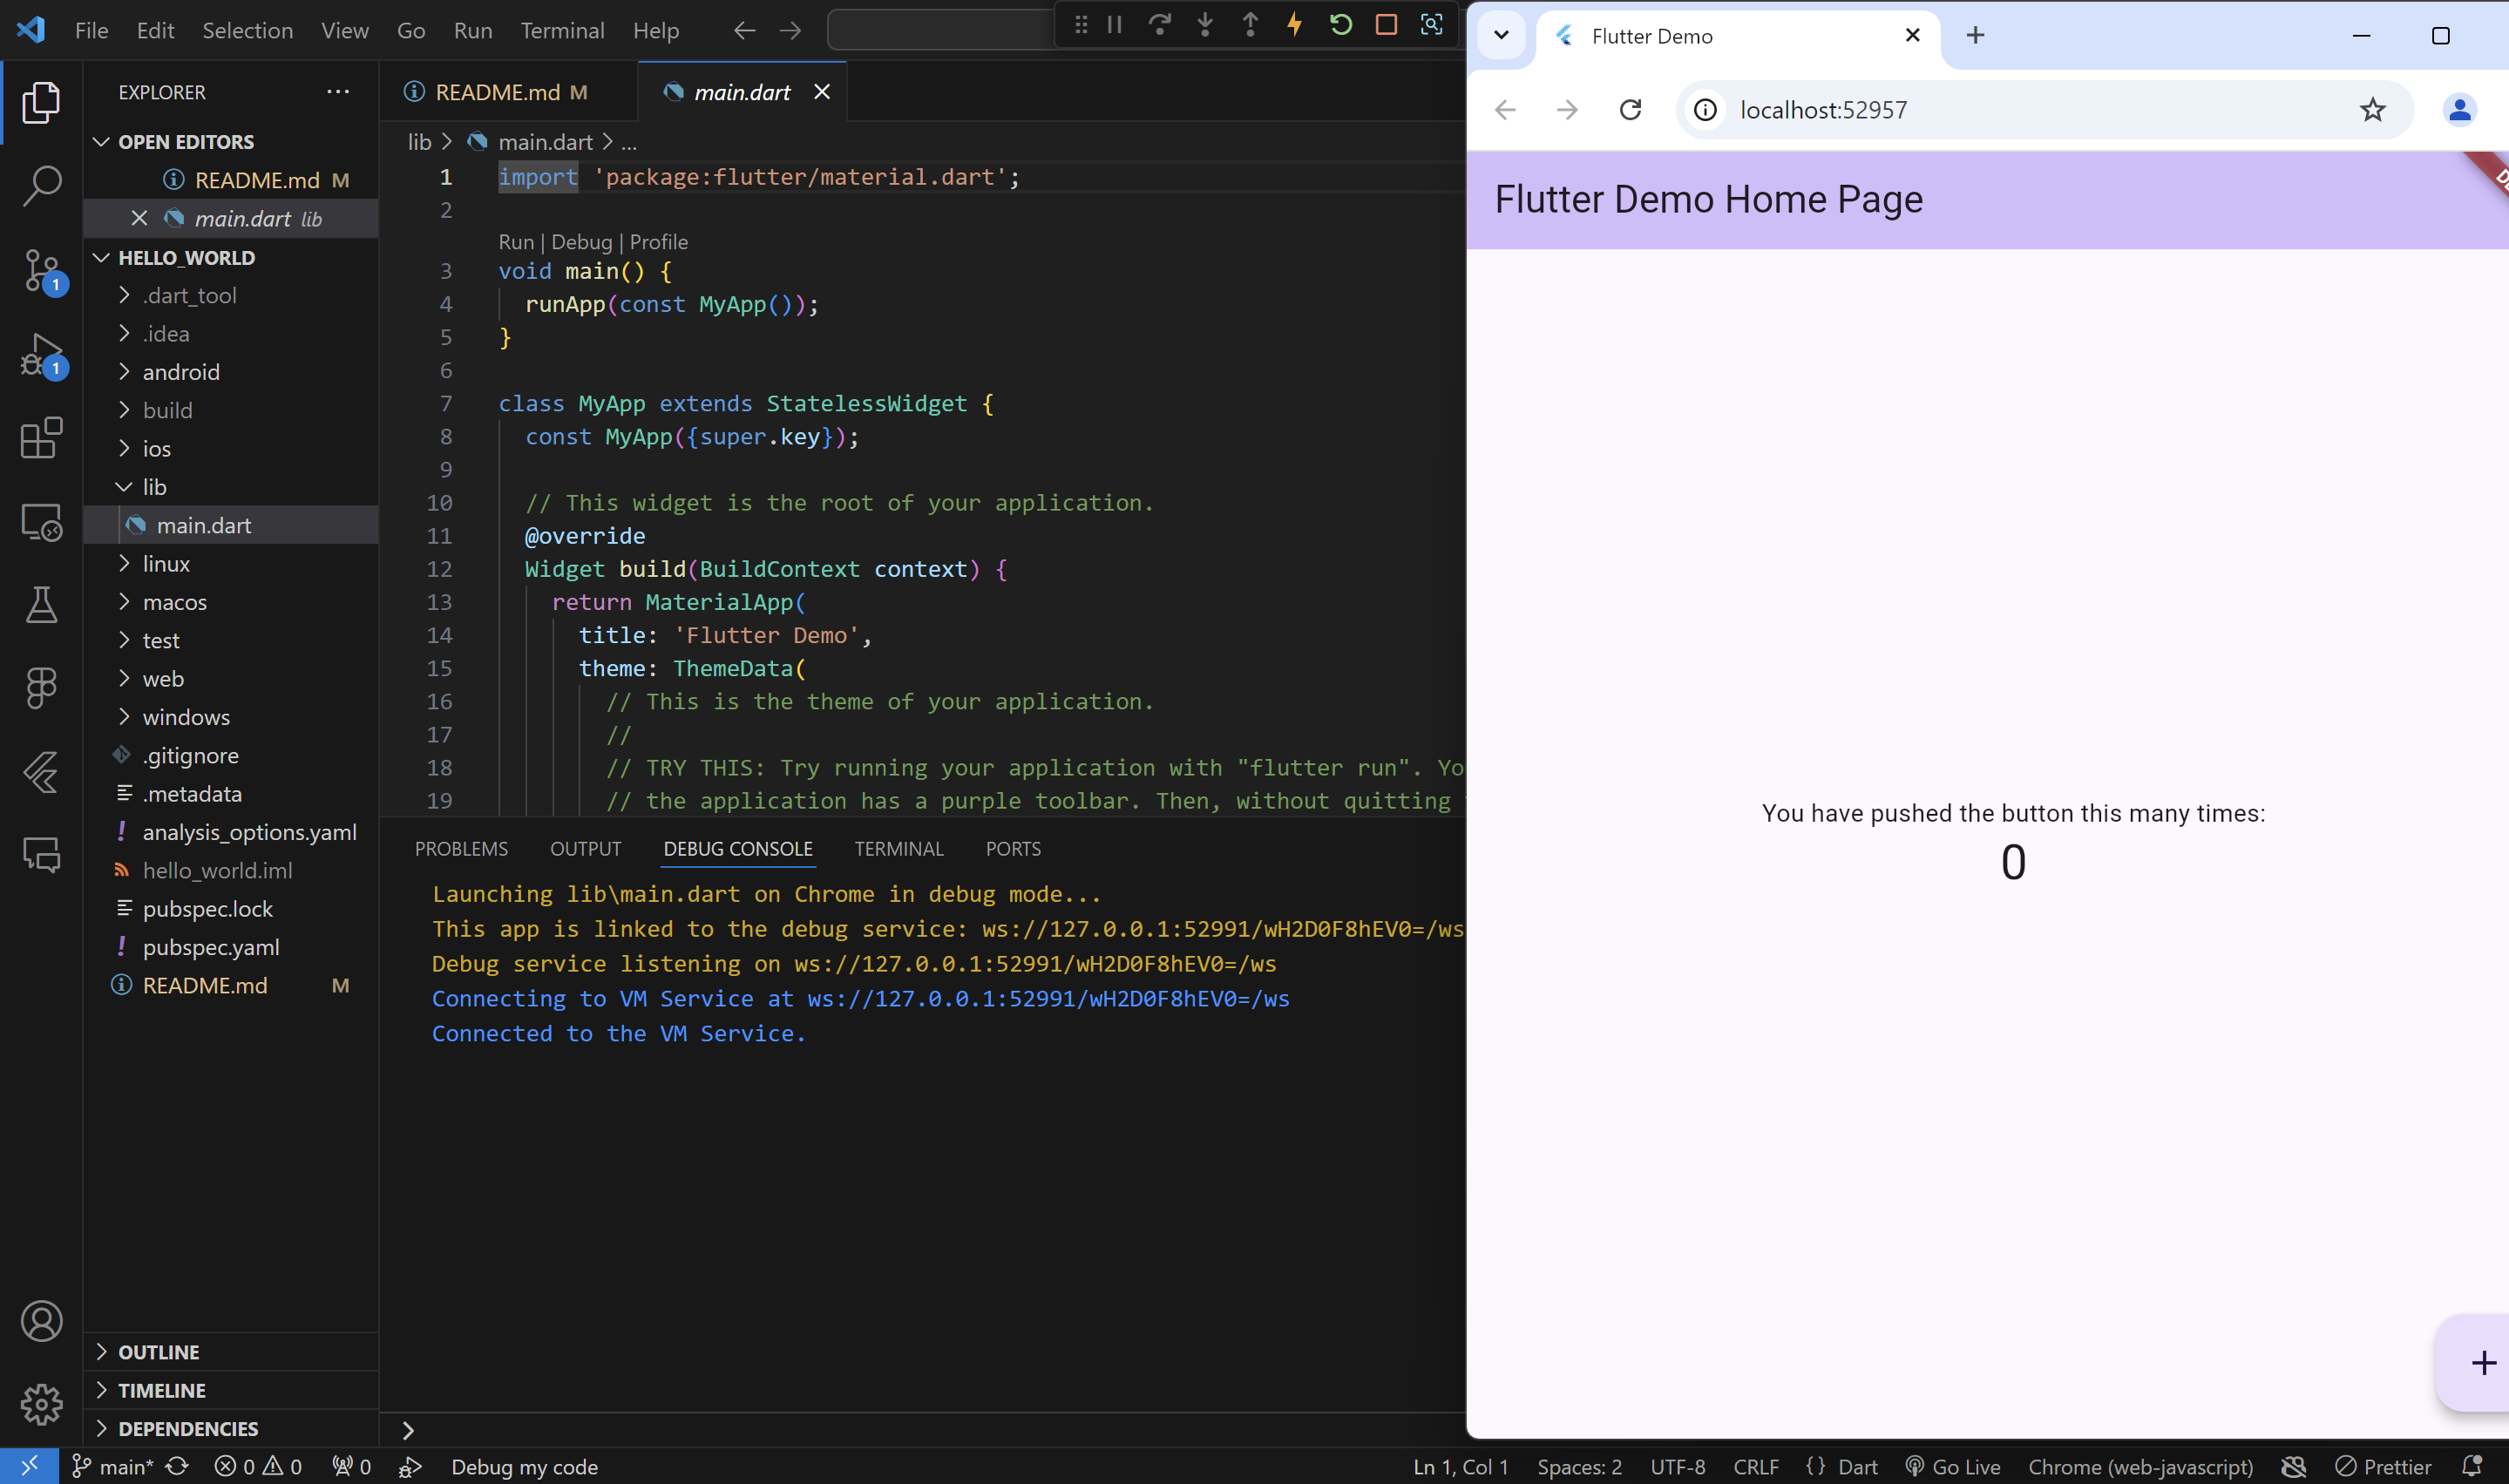 File Edit Selection View Go Run Terminal Help
EXPLORER
OPEN EDITORS
README.md M
main.dart lib
HELLO_WORLD
.dart_tool
.idea
android
build
ios
lib
main.dart
linux
macos
test
web
windows
.gitignore
.metadata
! analysis_options.yaml
hello_world.iml
pubspec.lock
! pubspec.yaml
README.md M
OUTLINE
TIMELINE
DEPENDENCIES
1
1
README.md M
main.dart
lib > main.dart > ...
1 import 'package:flutter/material.dart';
2
Run | Debug | Profile
3 void main() {
4 runApp(const MyApp());
5 }
6
7 class MyApp extends StatelessWidget {
8 const MyApp({super.key});
9
10 // This widget is the root of your application.
11 @override
12 Widget build(BuildContext context) {
13 return MaterialApp(
14 title: 'Flutter Demo',
15 theme: ThemeData(
16 // This is the theme of your application.
17 //
18 // TRY THIS: Try running your application with "flutter run". Yo
19 // the application has a purple toolbar. Then, without quitting
PROBLEMS OUTPUT DEBUG CONSOLE TERMINAL PORTS
Launching lib\main.dart on Chrome in debug mode...
This app is linked to the debug service: ws://127.0.0.1:52991/wH2D0F8hEV0=/ws
Debug service listening on ws://127.0.0.1:52991/wH2D0F8hEV0=/ws
Connecting to VM Service at ws://127.0.0.1:52991/wH2D0F8hEV0=/ws
Connected to the VM Service.
Flutter Demo
localhost:52957
Flutter Demo Home Page
You have pushed the button this many times:
0
+
main* 0 0 0 Debug my code Ln 1, Col 1 Spaces: 2 UTF-8 CRLF {} Dart Go Live Chrome (web-javascript) Prettier